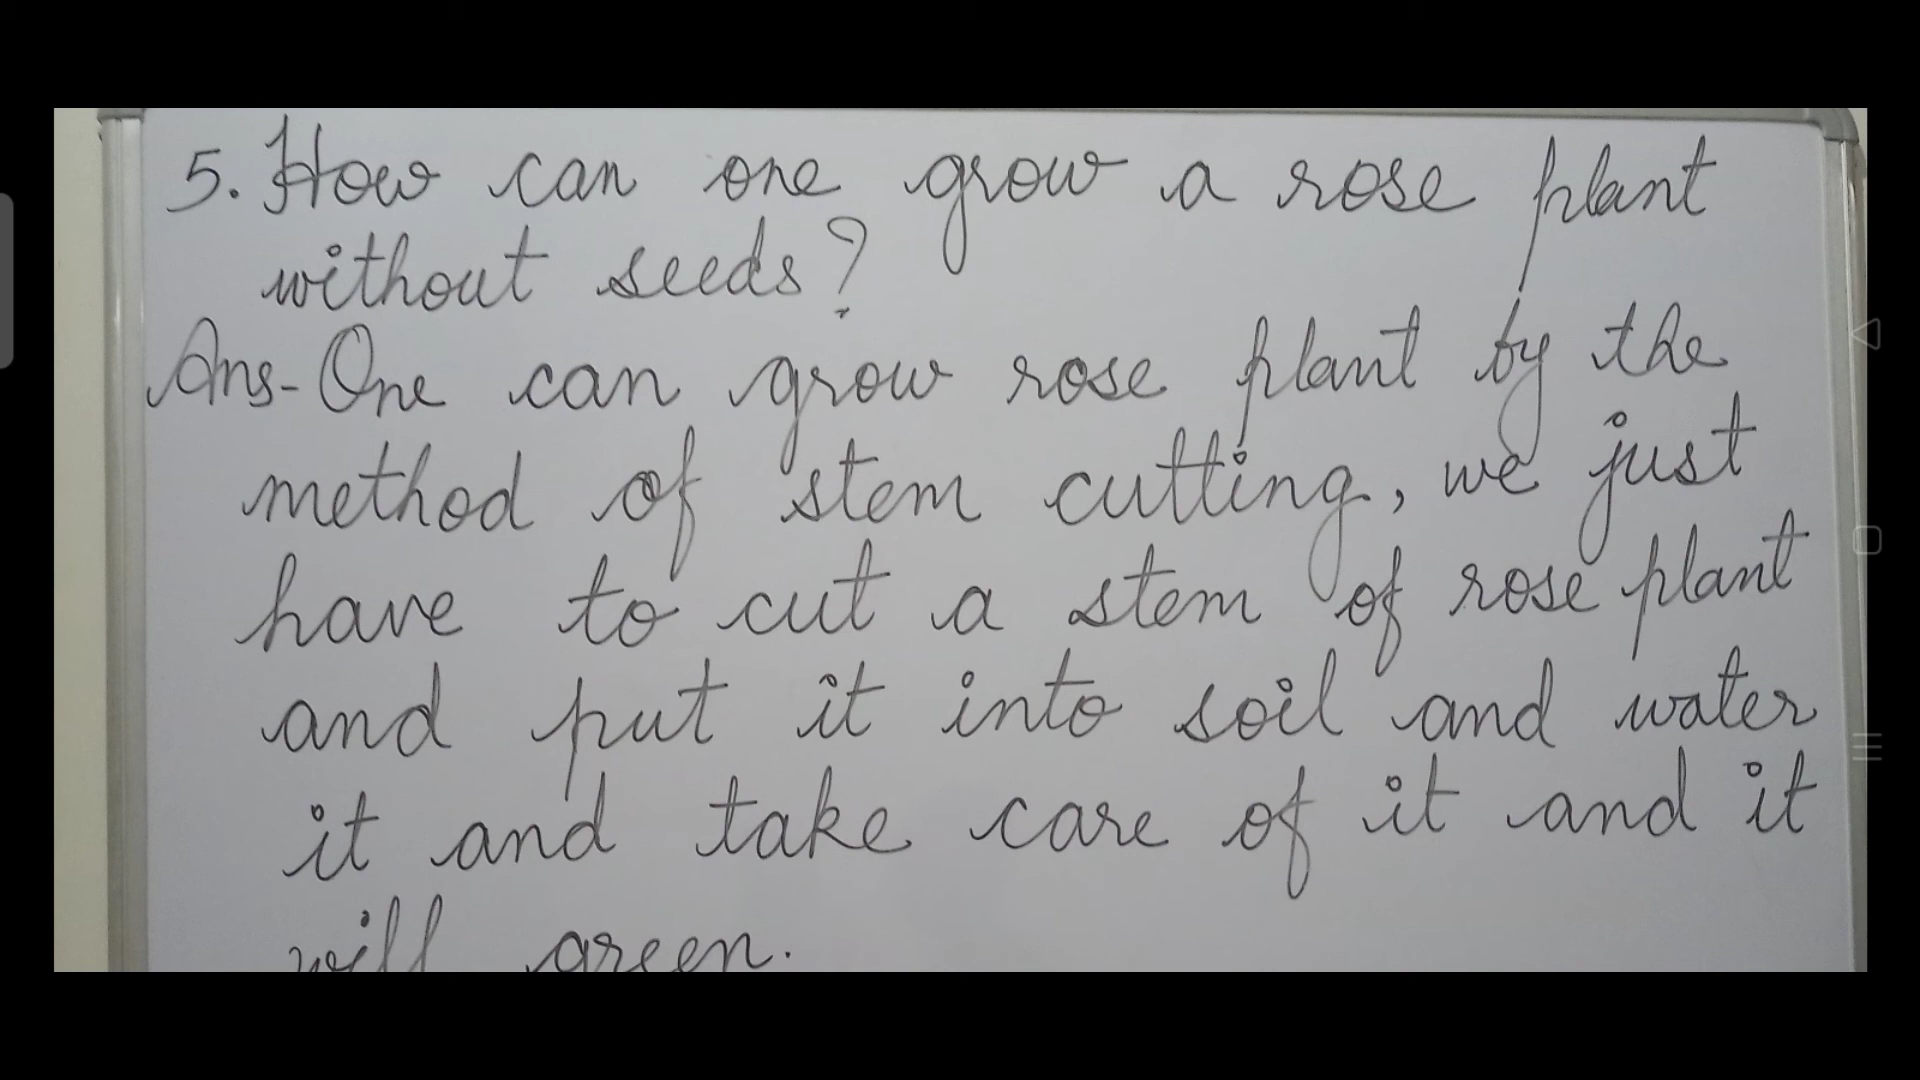 5. How can one grow a rose plant
without seeds?
Ans- One can grow rose plant by the
method of stem cutting, we just
have to cut a stem of rose plant
and put it into soil and water
it and take care of it and it
will green.